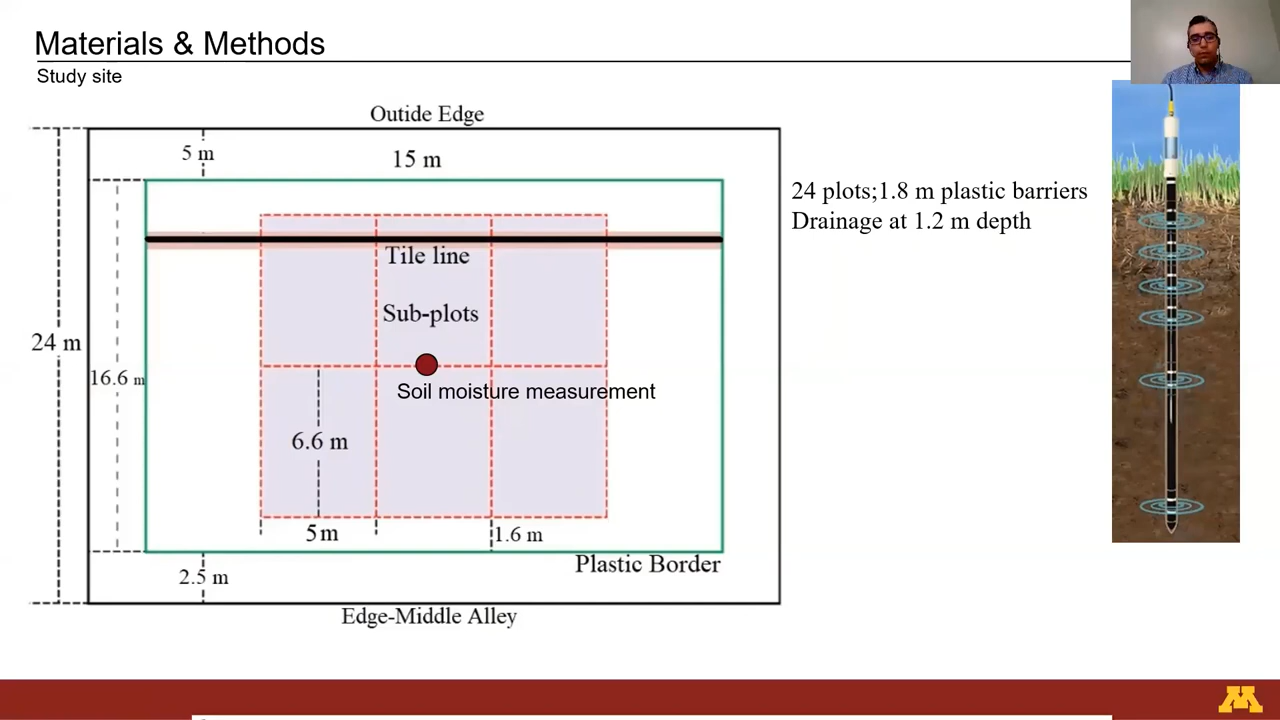 Materials & Methods
Study site
Outide Edge
5 m
15 m
24 plots;1.8 m plastic barriers
Drainage at 1.2 m depth
Tile line
Sub-plots
24 m
16.6 m
Soil moisture measurement
6.6 m
5 m
1.6 m
Plastic Border
2.5 m
Edge-Middle Alley
M